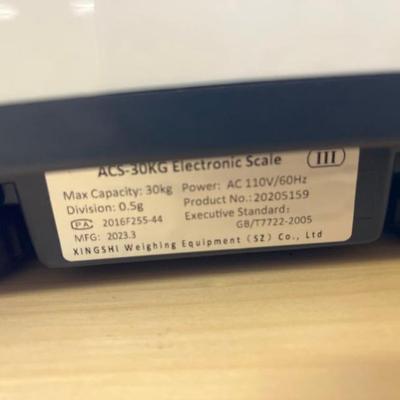 ACS-30KG Electronic Scale III
Max Capacity: 30kg Power: AC 110V/60Hz
Division: 0.5g Product No.: 20205159
PA 2016F255-44 Executive Standard:
GB/T7722-2005
MFG: 2023.3
XINGSHI Weighing Equipment (SZ) Co., Ltd